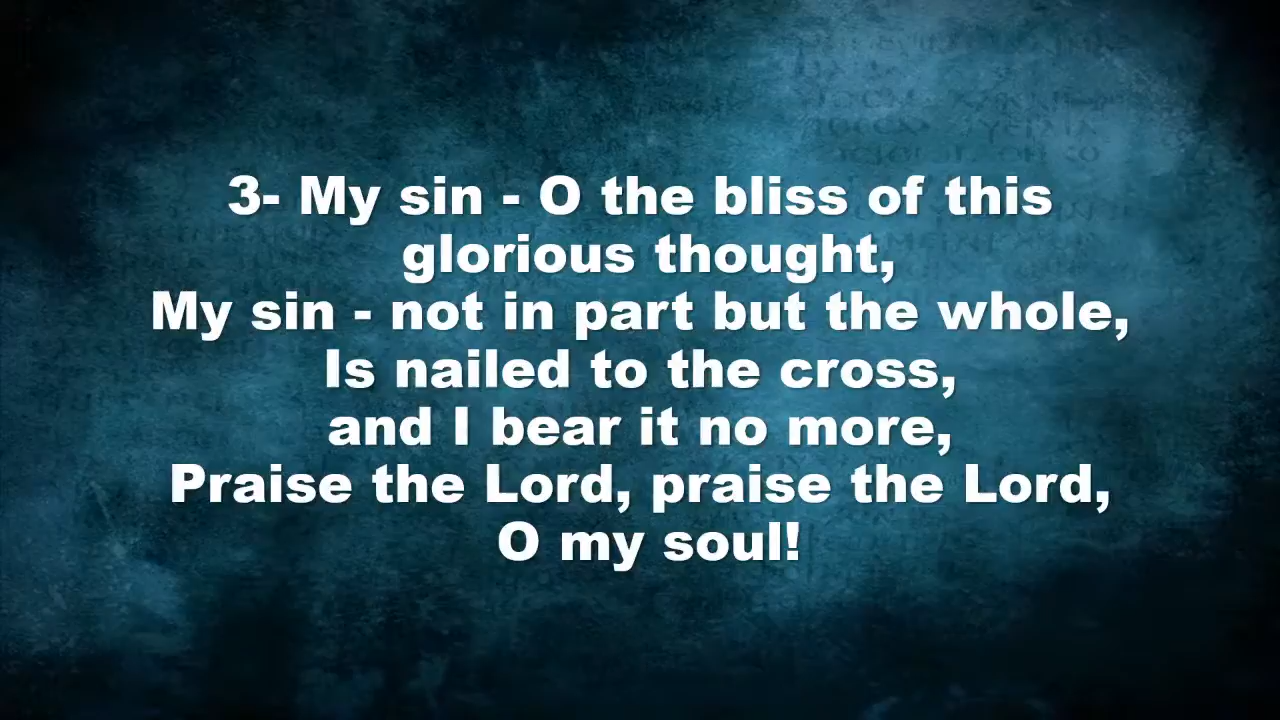 3- My sin - O the bliss of this
glorious thought,
My sin - not in part but the whole,
Is nailed to the cross,
and I bear it no more,
Praise the Lord, praise the Lord,
O my soul!